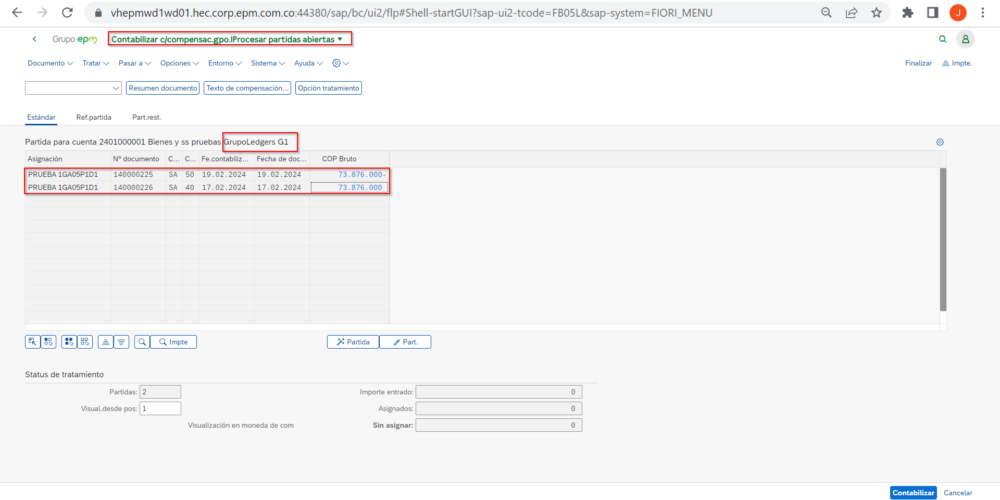 vhepmwd1wd01.hec.corp.epm.com.co:44380/sap/bc/ui2/flp#Shell-startGUI?sap-ui2-tcode=FB05L&sap-system=FIORI_MENU
J
Grupo·epm
Contabilizar c/compensac.gpo.lProcesar partidas abiertas
Documento Tratar Pasar a Opciones Entorno Sistema Ayuda Finalizar Impte.
Resumen documento Texto de compensación... Opción tratamiento
Estándar Ref.partida Part.rest.
Partida para cuenta 2401000001 Bienes y ss pruebas GrupoLedgers G1
Asignación Nº documento C... C... Fe.contabiliz... Fecha de doc... COP Bruto
PRUEBA 1GA05P1D1 140000225 SA 50 19.02.2024 19.02.2024 73.876.000-
PRUEBA 1GA05P1D1 140000226 SA 40 17.02.2024 17.02.2024 73.876.000
Impte Partida Part.
Status de tratamiento
Partidas: 2 Importe entrado: 0
Visual.desde pos: 1 Asignados: 0
Visualización en moneda de com Sin asignar: 0
Contabilizar Cancelar